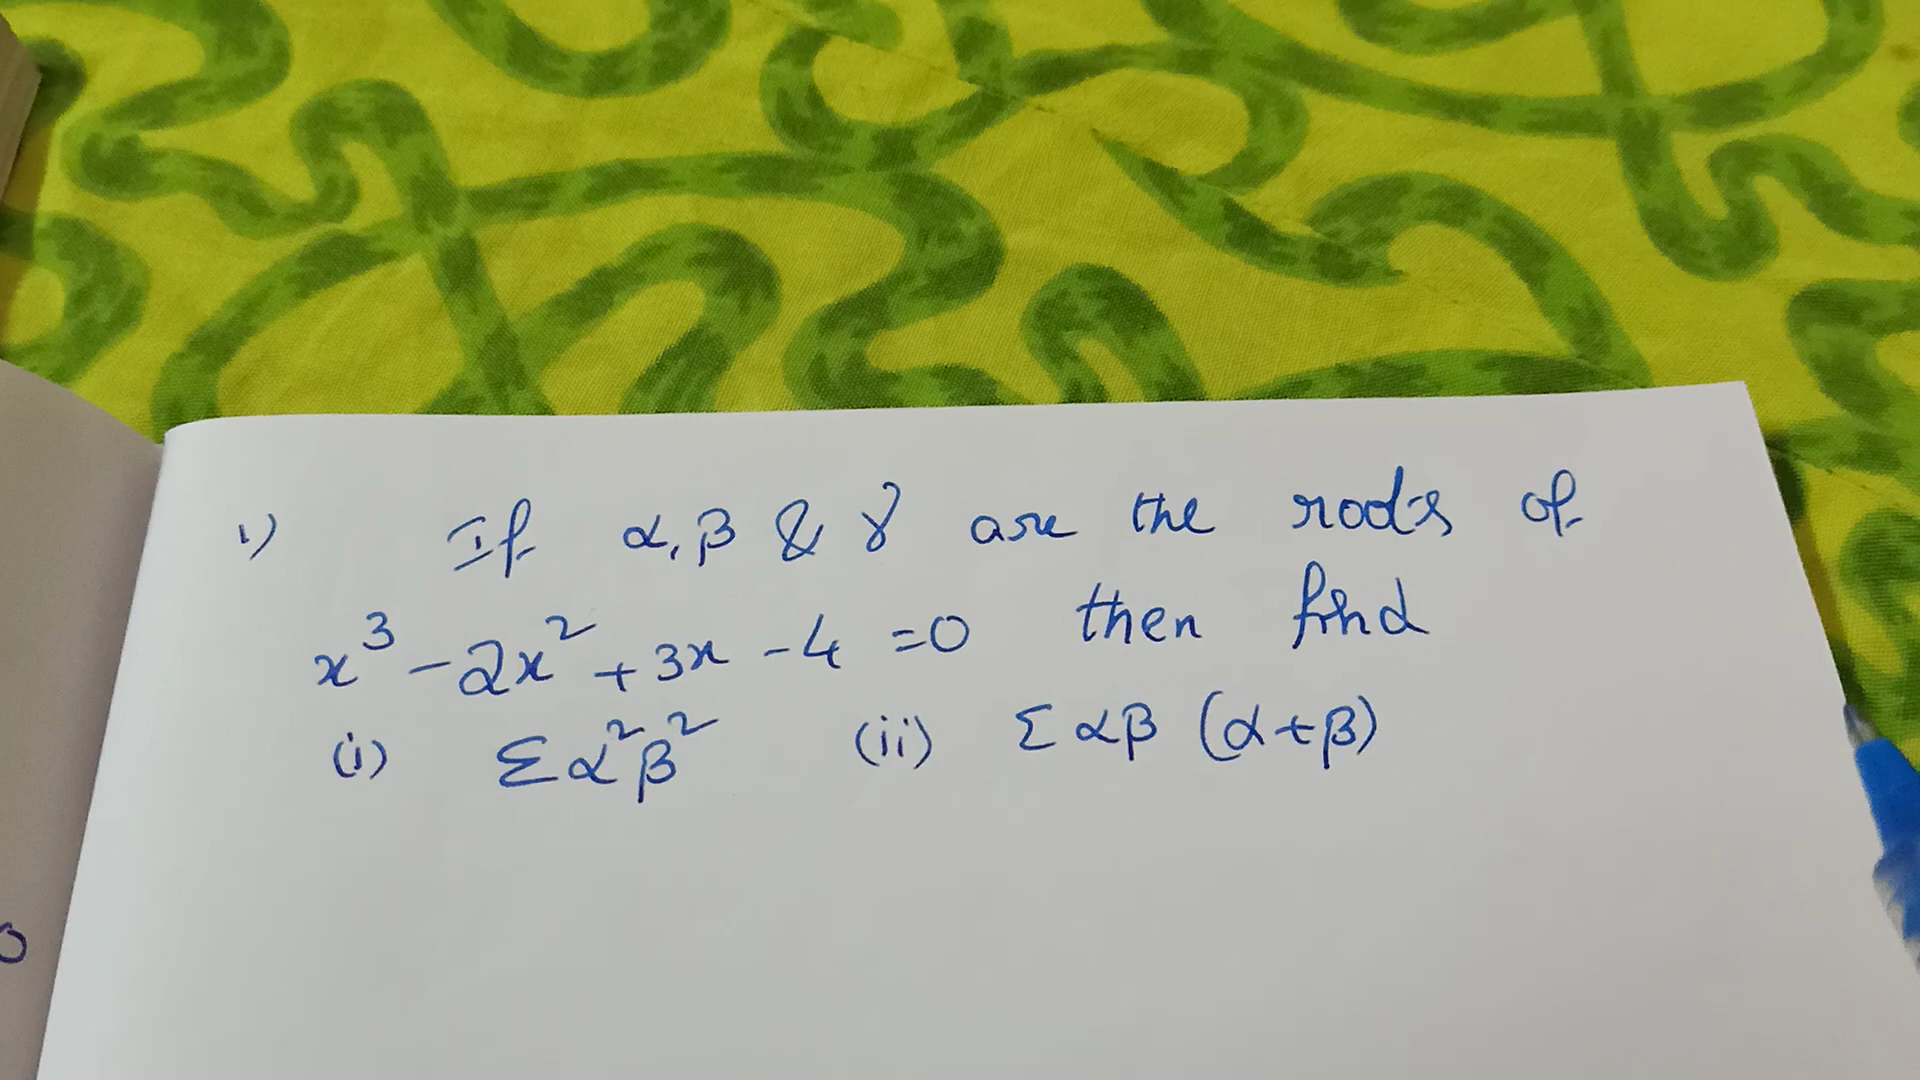 1) If α, β & γ are the roots of
x³ - 2x² + 3x - 4 = 0 then find
(i) Σα²β² (ii) Σαβ (α+β)